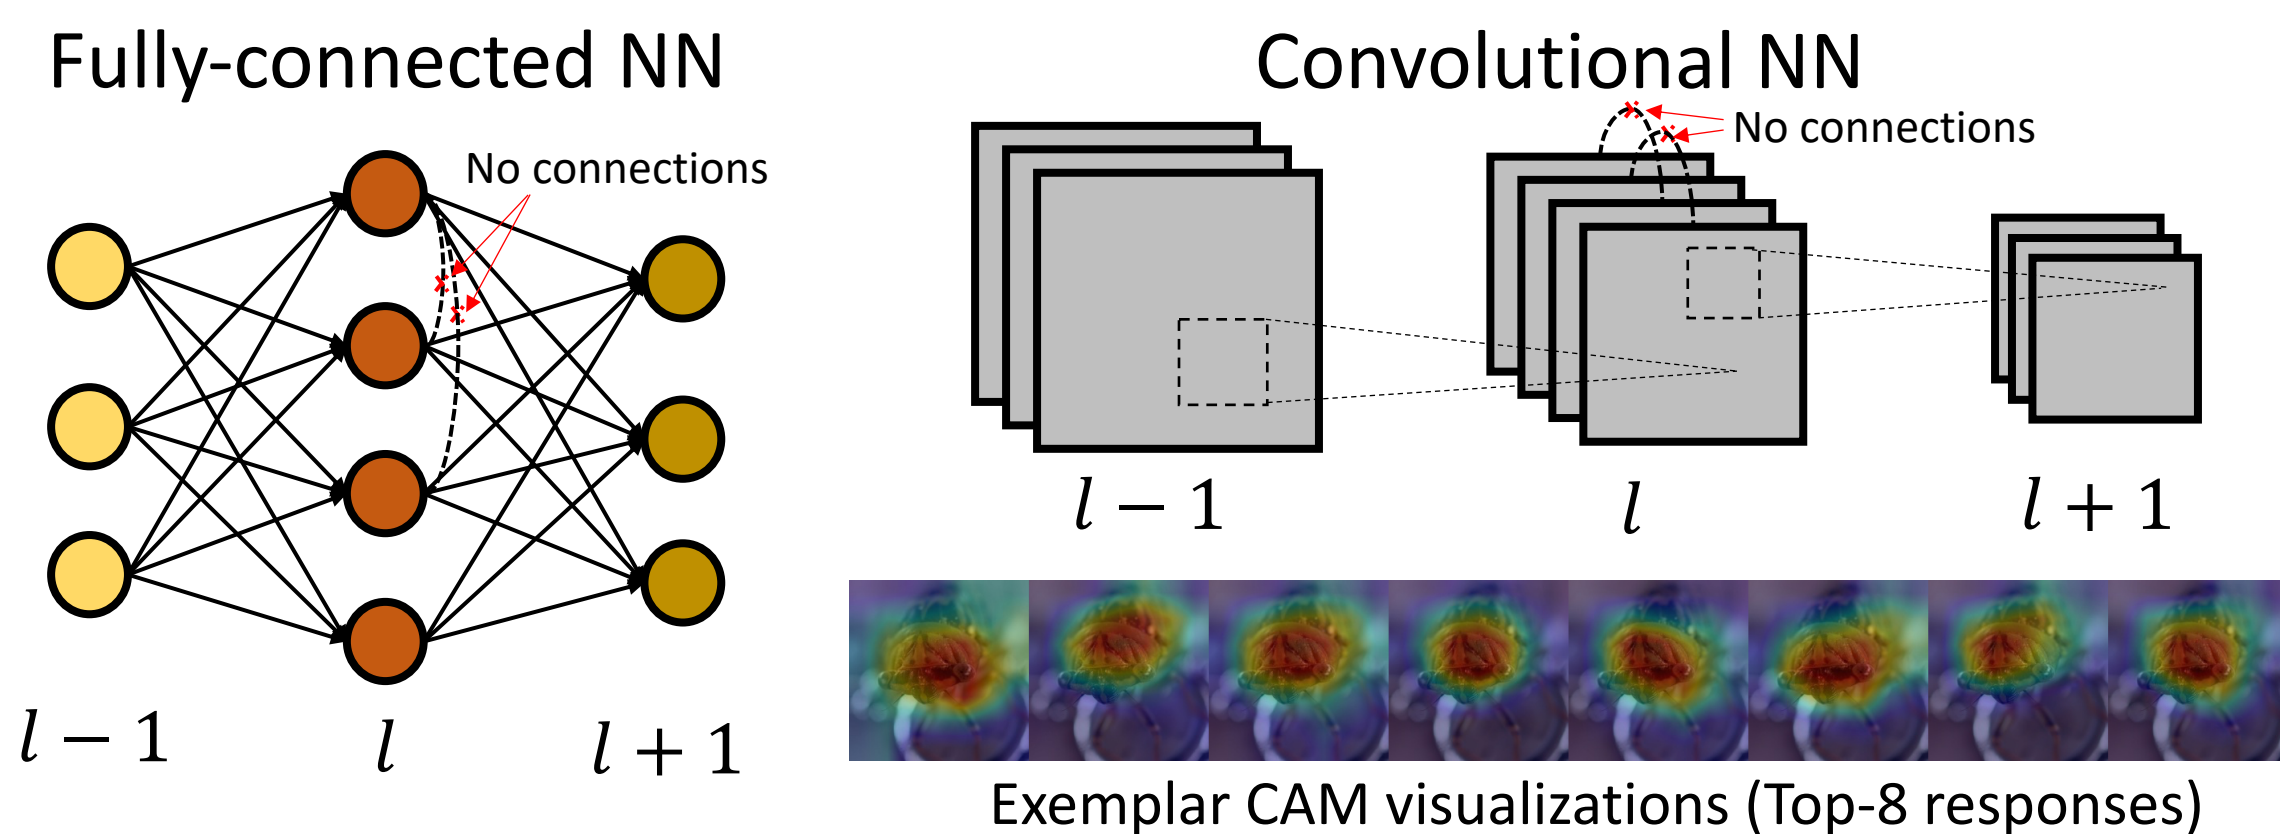 Fully-connected NN
No connections
l − 1
l
l + 1
Convolutional NN
No connections
l − 1
l
l + 1
Exemplar CAM visualizations (Top-8 responses)